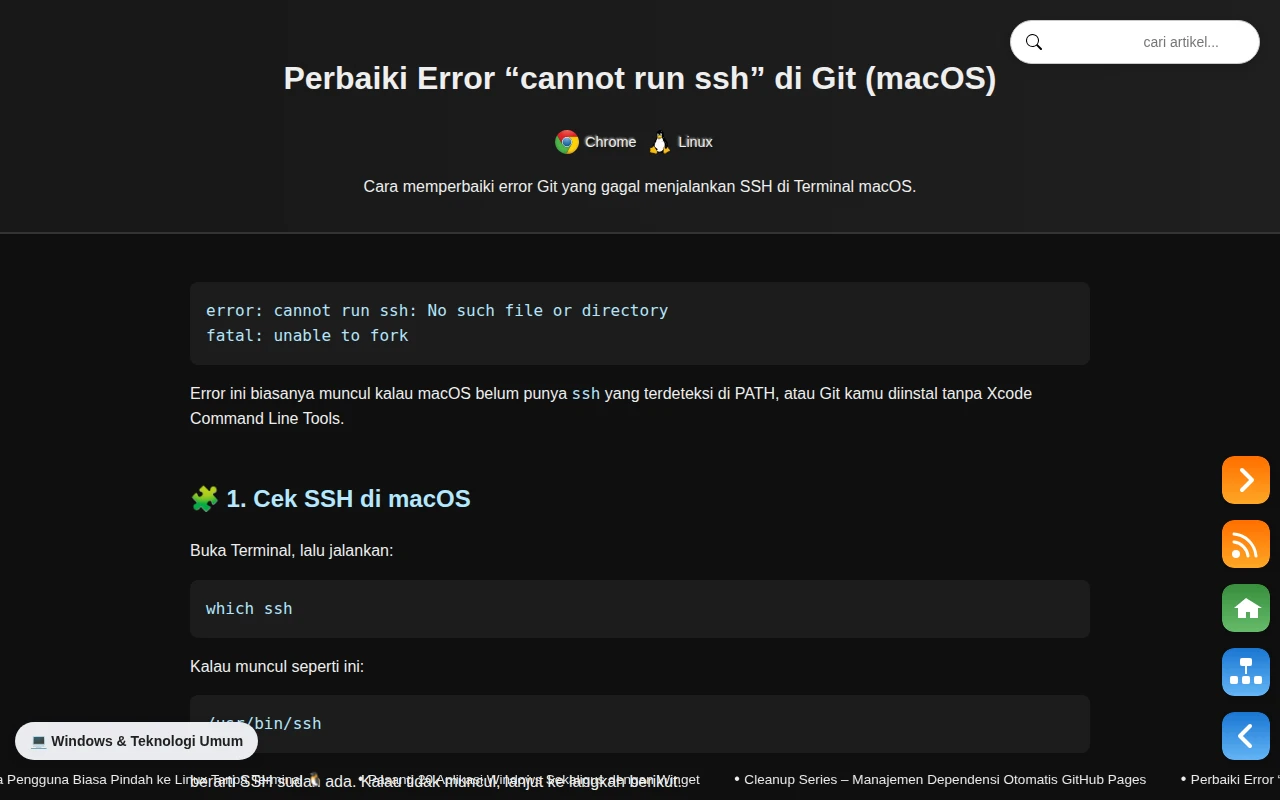 cari artikel...
Perbaiki Error “cannot run ssh” di Git (macOS)
Chrome Linux
Cara memperbaiki error Git yang gagal menjalankan SSH di Terminal macOS.
error: cannot run ssh: No such file or directory
fatal: unable to fork
Error ini biasanya muncul kalau macOS belum punya ssh yang terdeteksi di PATH, atau Git kamu diinstal tanpa Xcode
Command Line Tools.
🧩 1. Cek SSH di macOS
Buka Terminal, lalu jalankan:
which ssh
Kalau muncul seperti ini:
/usr/bin/ssh
💻 Windows & Teknologi Umum
berarti SSH sudah ada. Kalau tidak muncul, lanjut ke langkah berikut.
a Pengguna Biasa Pindah ke Linux Tanpa Terminal 🐧 • Pasang 20 Aplikasi Windows Sekaligus dengan Winget • Cleanup Series – Manajemen Dependensi Otomatis GitHub Pages • Perbaiki Error “